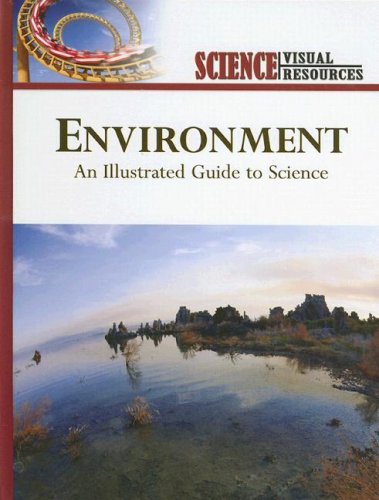 SCIENCE VISUAL RESOURCES
ENVIRONMENT
An Illustrated Guide to Science